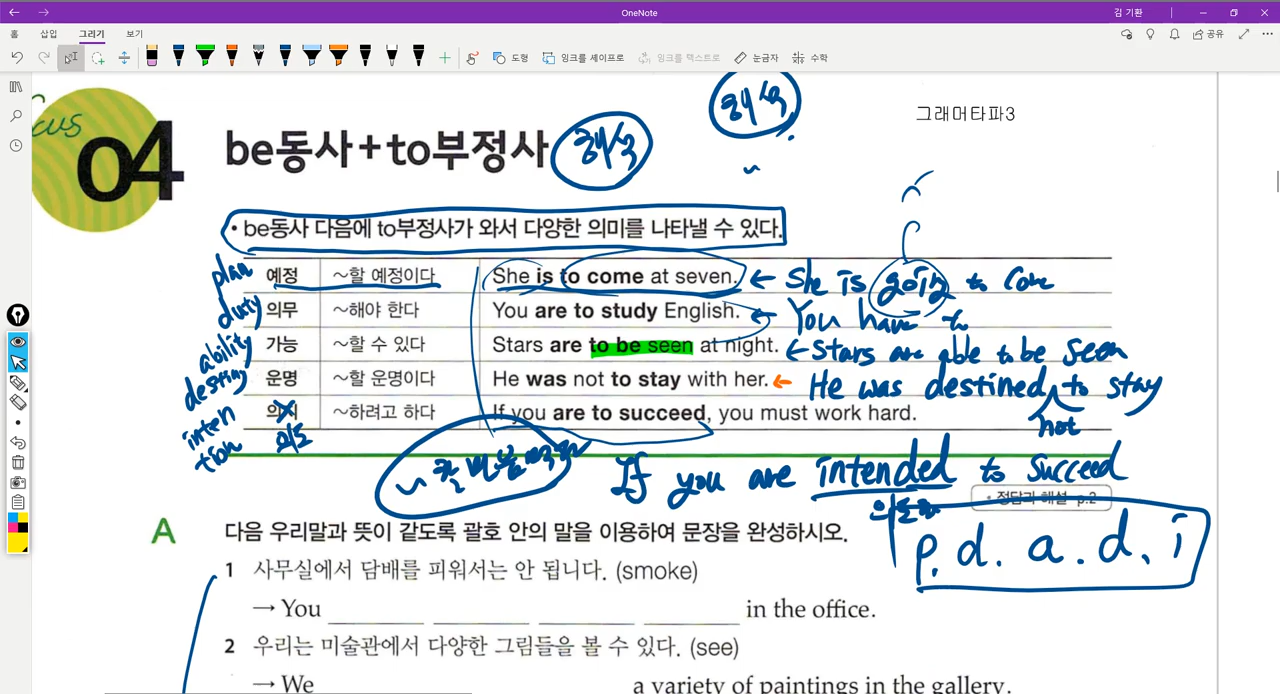 OneNote
김 기환
홈 삽입 그리기 보기
공유
도형 잉크를 셰이프로 잉크를 텍스트로 눈금자 수학
cus
04
be동사+to부정사 해석
해석
그래머타파3
• be동사 다음에 to부정사가 와서 다양한 의미를 나타낼 수 있다.
plan 예정 ~할 예정이다 She is to come at seven. ← She is going to come
duty 의무 ~해야 한다 You are to study English. ← You have to
ability 가능 ~할 수 있다 Stars are to be seen at night. ← Stars are able to be seen
destiny 운명 ~할 운명이다 He was not to stay with her. ← He was destined to stay
not
intention 의지 ~하려고 하다 If you are to succeed, you must work hard.
의도
If you are intended to succeed
• 정답과 해설 p.2
의도된
p. d. a. d. i
A 다음 우리말과 뜻이 같도록 괄호 안의 말을 이용하여 문장을 완성하시오.
1 사무실에서 담배를 피워서는 안 됩니다. (smoke)
→ You ____ ____ ____ ____ in the office.
2 우리는 미술관에서 다양한 그림들을 볼 수 있다. (see)
→ We a variety of paintings in the gallery.